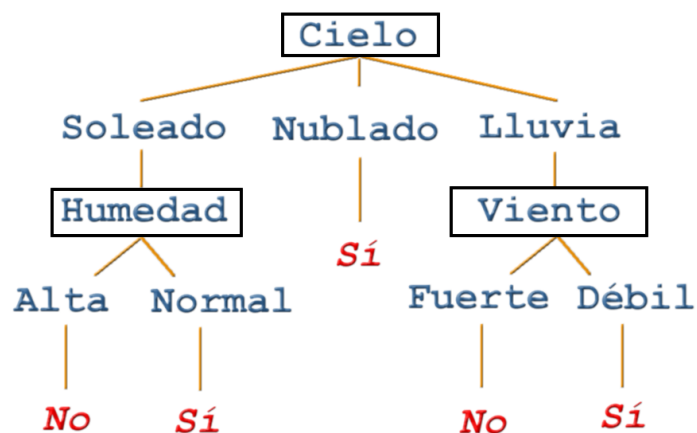 Cielo
Soleado Nublado Lluvia
Humedad Viento
Sí
Alta Normal Fuerte Débil
No Sí No Sí